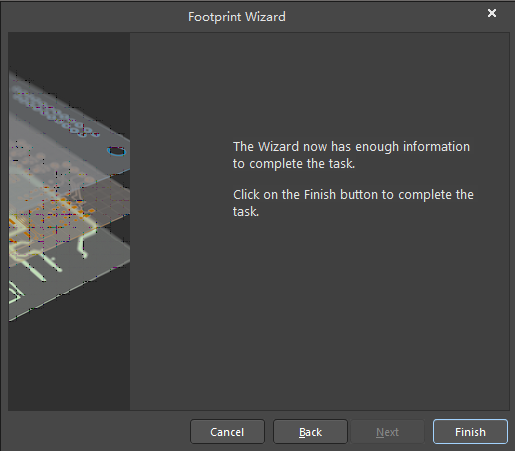 Footprint Wizard
The Wizard now has enough information
to complete the task.
Click on the Finish button to complete the
task.
Cancel
Back
Next
Finish